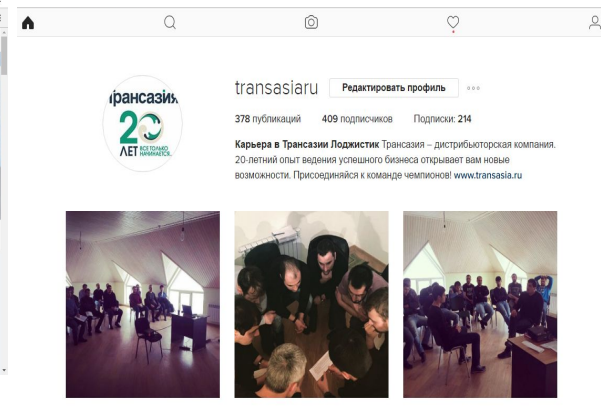 transasiaru Редактировать профиль
378 публикаций 409 подписчиков Подписки: 214
Карьера в Трансазии Лоджистик Трансазия – дистрибьюторская компания.
20-летний опыт ведения успешного бизнеса открывает вам новые
возможности. Присоединяйся к команде чемпионов! www.transasia.ru
трансазия
20
ЛЕТ ВСЕ ТОЛЬКО
НАЧИНАЕТСЯ...